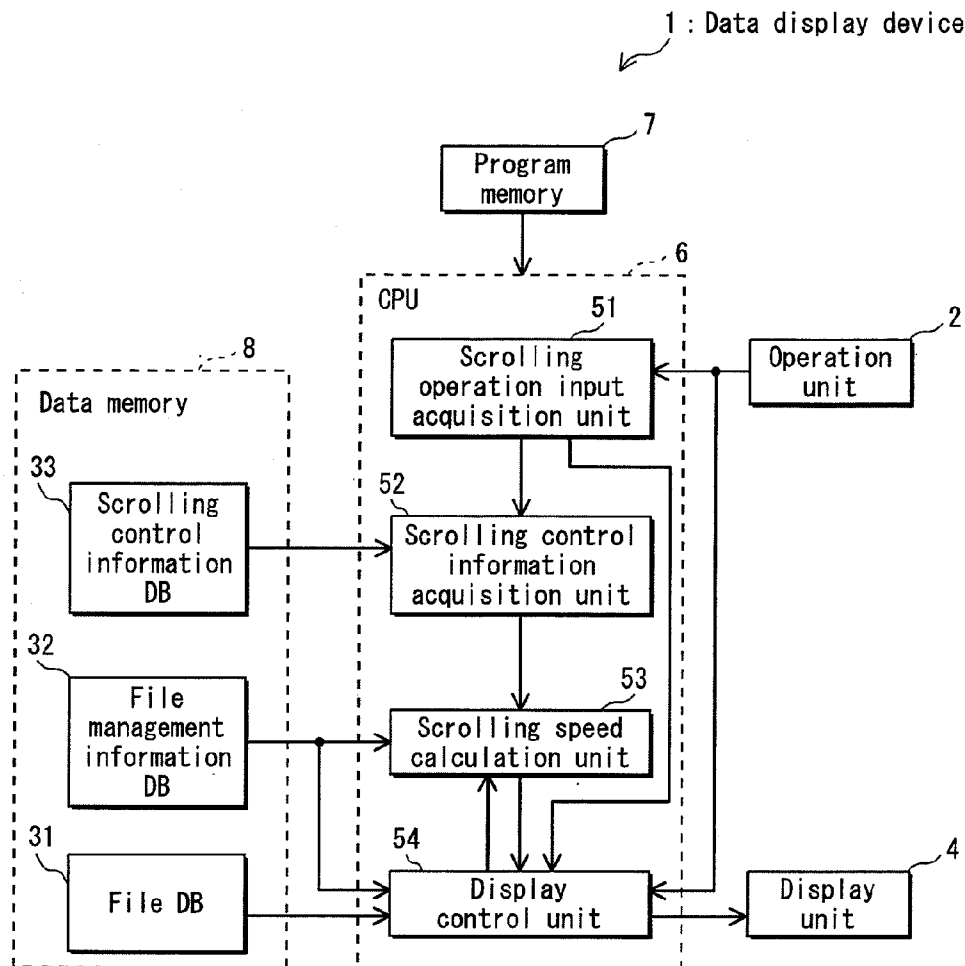 1 : Data display device
7
Program
memory
6
CPU
51
Scrolling
operation input
acquisition unit
2
Operation
unit
8
Data memory
33
Scrolling
control
information
DB
52
Scrolling control
information
acquisition unit
32
File
management
information
DB
53
Scrolling speed
calculation unit
31
File DB
54
Display
control unit
4
Display
unit